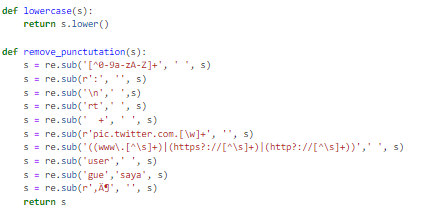 def lowercase(s):
    return s.lower()
def remove_punctutation(s):
    s = re.sub('[^0-9a-zA-Z]+', ' ', s)
    s = re.sub(r':', '', s)
    s = re.sub('\n',' ',s)
    s = re.sub('rt',' ', s)
    s = re.sub('  +', ' ', s)
    s = re.sub(r'pic.twitter.com.[\w]+', '', s)
    s = re.sub('((www\.[^\s]+)|(https?://[^\s]+)|(http?://[^\s]+))',' ', s)
    s = re.sub('user',' ', s)
    s = re.sub('gue','saya', s)
    s = re.sub(r'‚Ä¶', '', s)
    return s